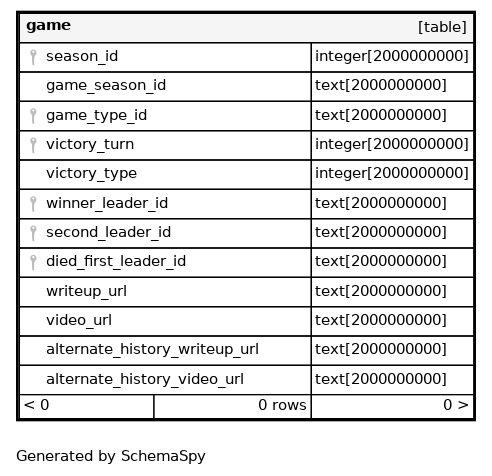 game [table]
season_id integer[2000000000]
game_season_id text[2000000000]
game_type_id text[2000000000]
victory_turn integer[2000000000]
victory_type integer[2000000000]
winner_leader_id text[2000000000]
second_leader_id text[2000000000]
died_first_leader_id text[2000000000]
writeup_url text[2000000000]
video_url text[2000000000]
alternate_history_writeup_url text[2000000000]
alternate_history_video_url text[2000000000]
< 0 0 rows 0 >
Generated by SchemaSpy